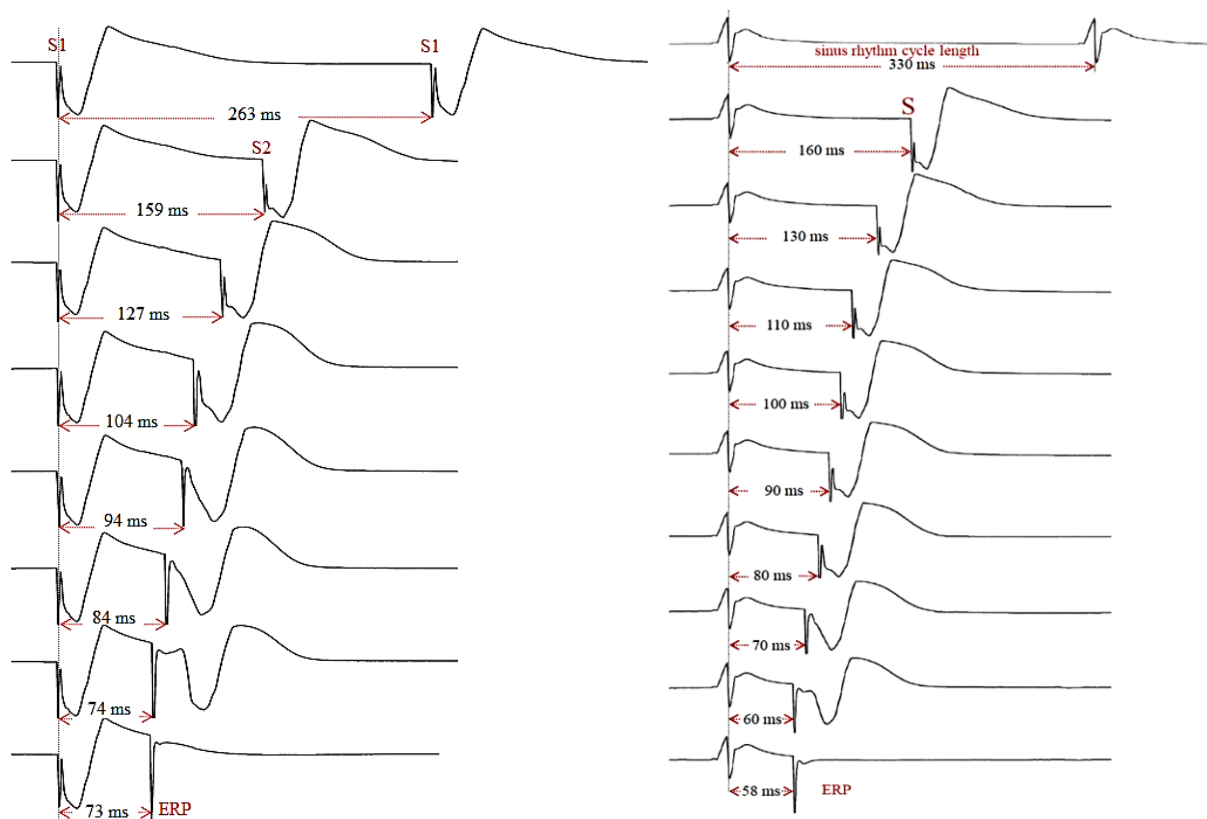 S1
S1
263 ms
S2
159 ms
127 ms
104 ms
94 ms
84 ms
74 ms
73 ms
ERP
sinus rhythm cycle length
330 ms
S
160 ms
130 ms
110 ms
100 ms
90 ms
80 ms
70 ms
60 ms
58 ms
ERP